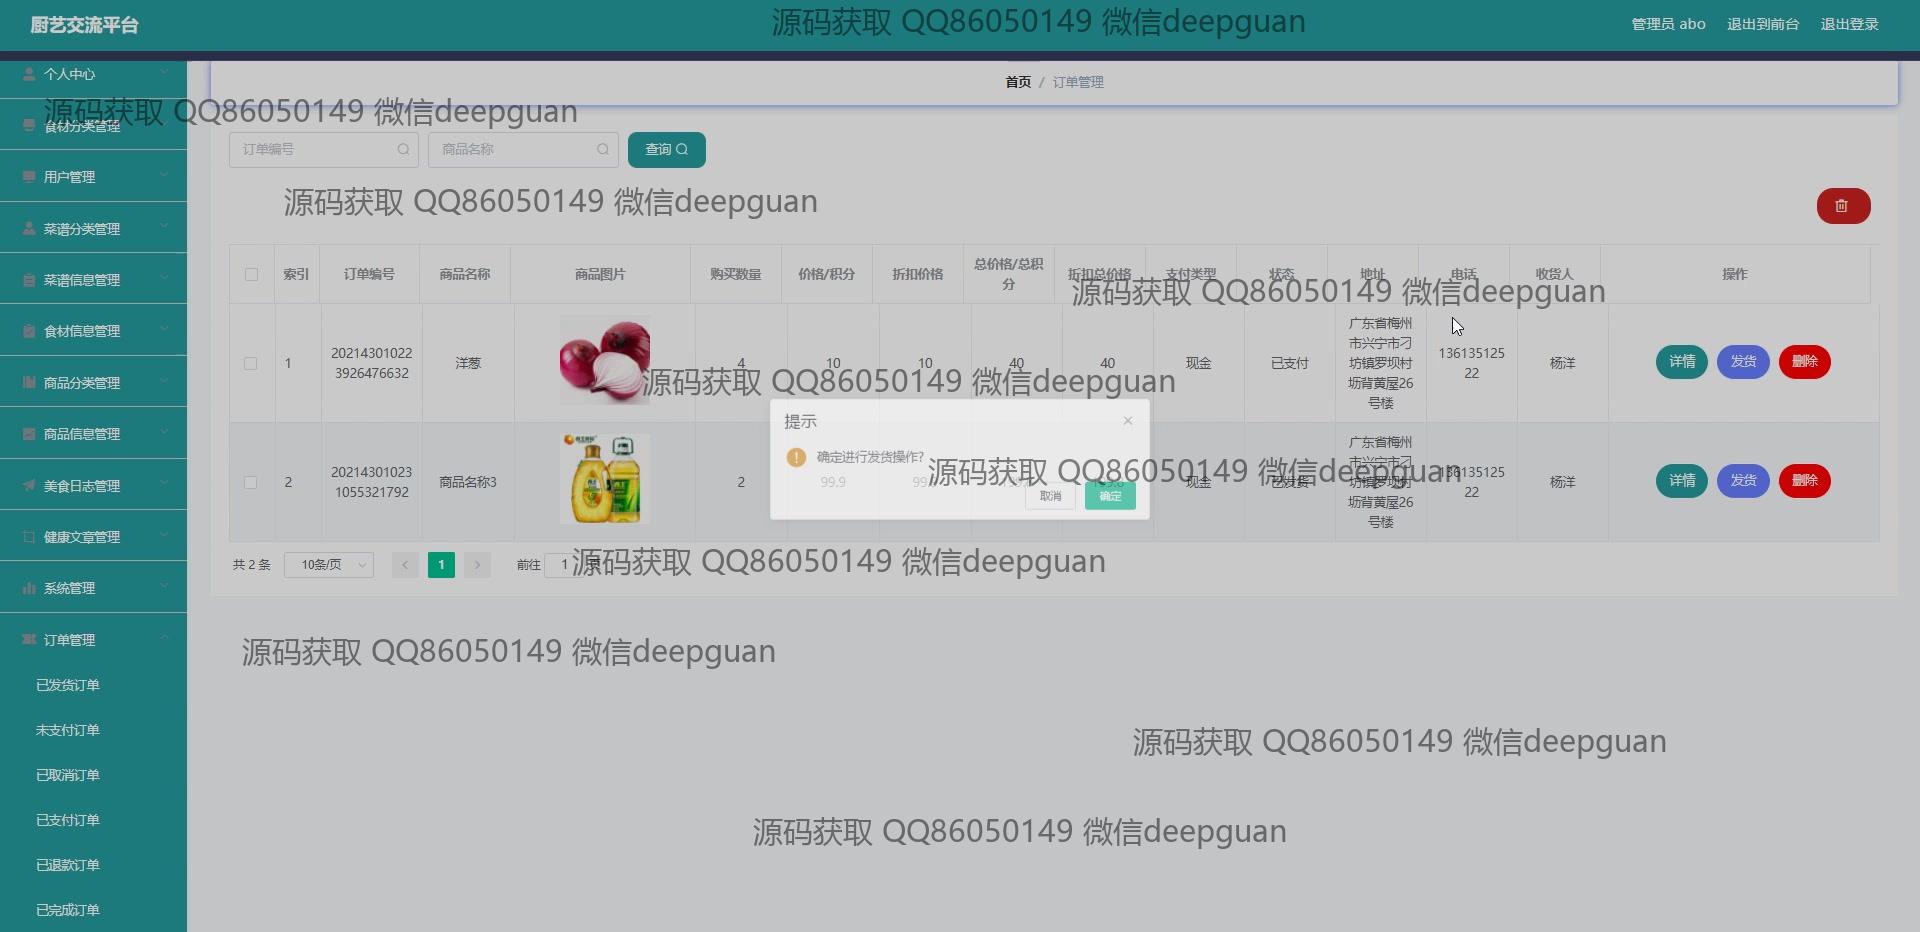 厨艺交流平台
源码获取 QQ86050149 微信deepguan
管理员 abo
退出到前台
退出登录
个人中心
首页 / 订单管理
源码获取 QQ86050149 微信deepguan
食材分类管理
订单编号
商品名称
查询
用户管理
源码获取 QQ86050149 微信deepguan
菜谱分类管理
菜谱信息管理
食材信息管理
商品分类管理
商品信息管理
美食日志管理
健康文章管理
系统管理
订单管理
已发货订单
未支付订单
已取消订单
已支付订单
已退款订单
已完成订单
索引
订单编号
商品名称
商品图片
购买数量
价格/积分
折扣价格
总价格/总积
分
折扣总价格
支付类型
状态
地址
电话
收货人
操作
源码获取 QQ86050149 微信deepguan
1
20214301022
3926476632
洋葱
4
10
10
40
40
现金
已支付
广东省梅州
市兴宁市刁
坊镇罗坝村
坜背黄屋26
号楼
136135125
22
杨洋
详情
发货
删除
源码获取 QQ86050149 微信deepguan
提示
确定进行发货操作?
取消
确定
源码获取 QQ86050149 微信deepguan
2
20214301023
1055321792
商品名称3
2
99.9
现金
已发货
广东省梅州
市兴宁市刁
坊镇罗坝村
坜背黄屋26
号楼
136135125
22
杨洋
详情
发货
删除
共 2 条
10条/页
1
前往
1
源码获取 QQ86050149 微信deepguan
源码获取 QQ86050149 微信deepguan
源码获取 QQ86050149 微信deepguan
源码获取 QQ86050149 微信deepguan